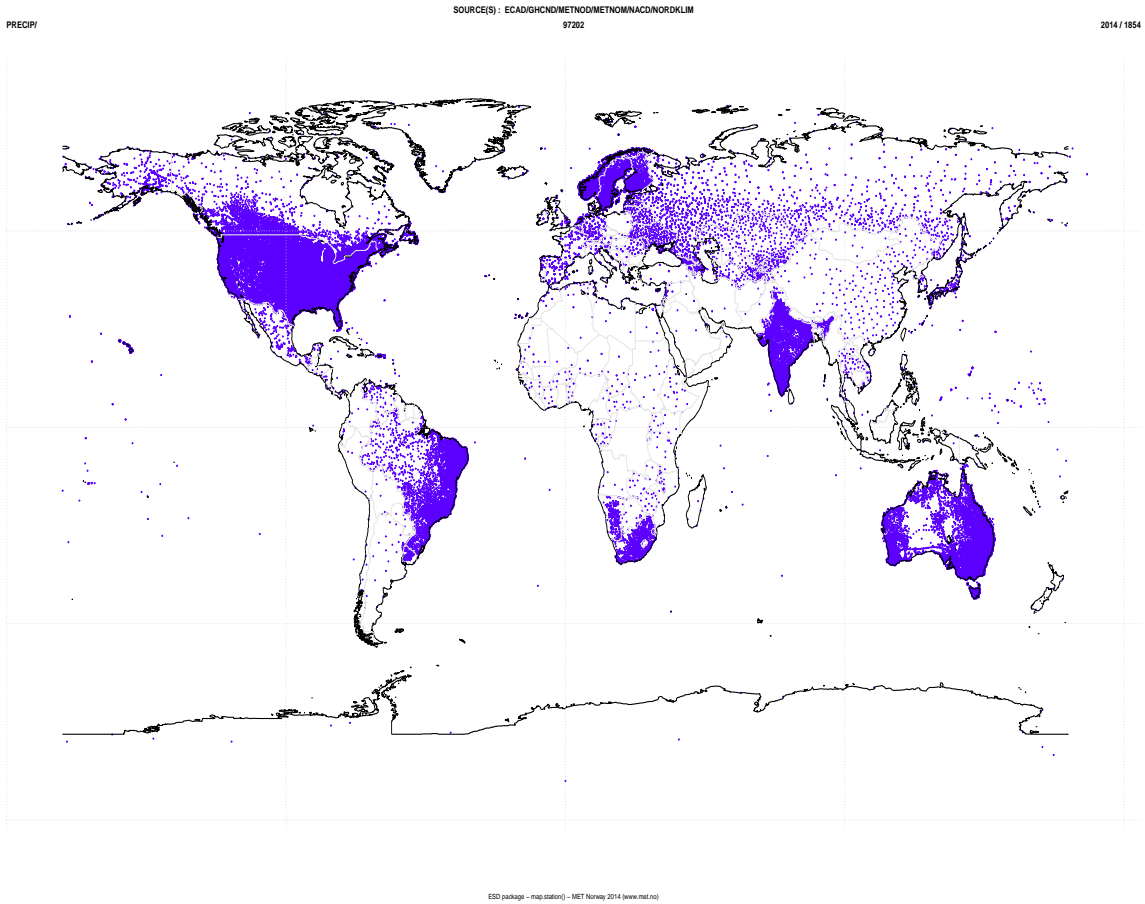 SOURCE(S) : ECAD/GHCND/METNOD/METNOM/NACD/NORDKLIM
PRECIP/ 97202 2014 / 1854
ESD package – map.station() – MET Norway 2014 (www.met.no)